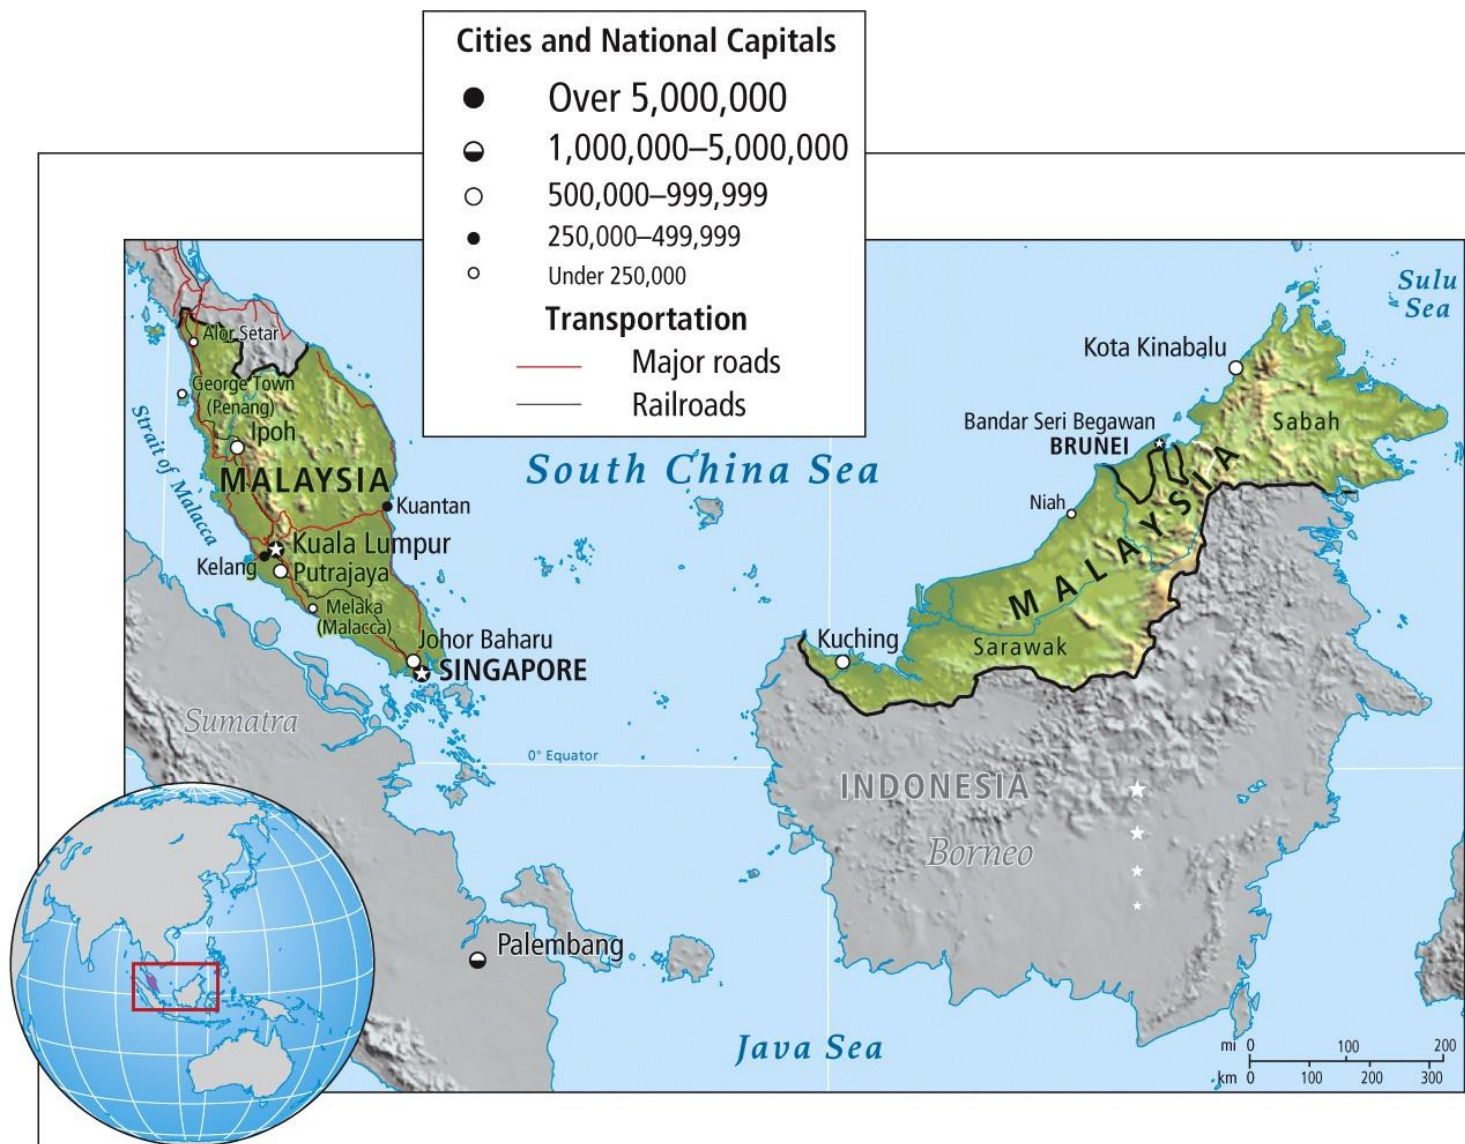 Cities and National Capitals
Over 5,000,000
1,000,000–5,000,000
500,000–999,999
250,000–499,999
Under 250,000
Transportation
Major roads
Railroads
Sulu
Sea
Alor Setar
Kota Kinabalu
George Town
(Penang)
Strait of Malacca
Ipoh
Bandar Seri Begawan
BRUNEI
Sabah
MALAYSIA
South China Sea
Kuantan
Niah
MALAYSIA
Kuala Lumpur
Kelang
Putrajaya
Melaka
(Malacca)
Johor Baharu
SINGAPORE
Kuching
Sarawak
Sumatra
0° Equator
INDONESIA
Borneo
Palembang
Java Sea
mi 0 100 200
km 0 100 200 300